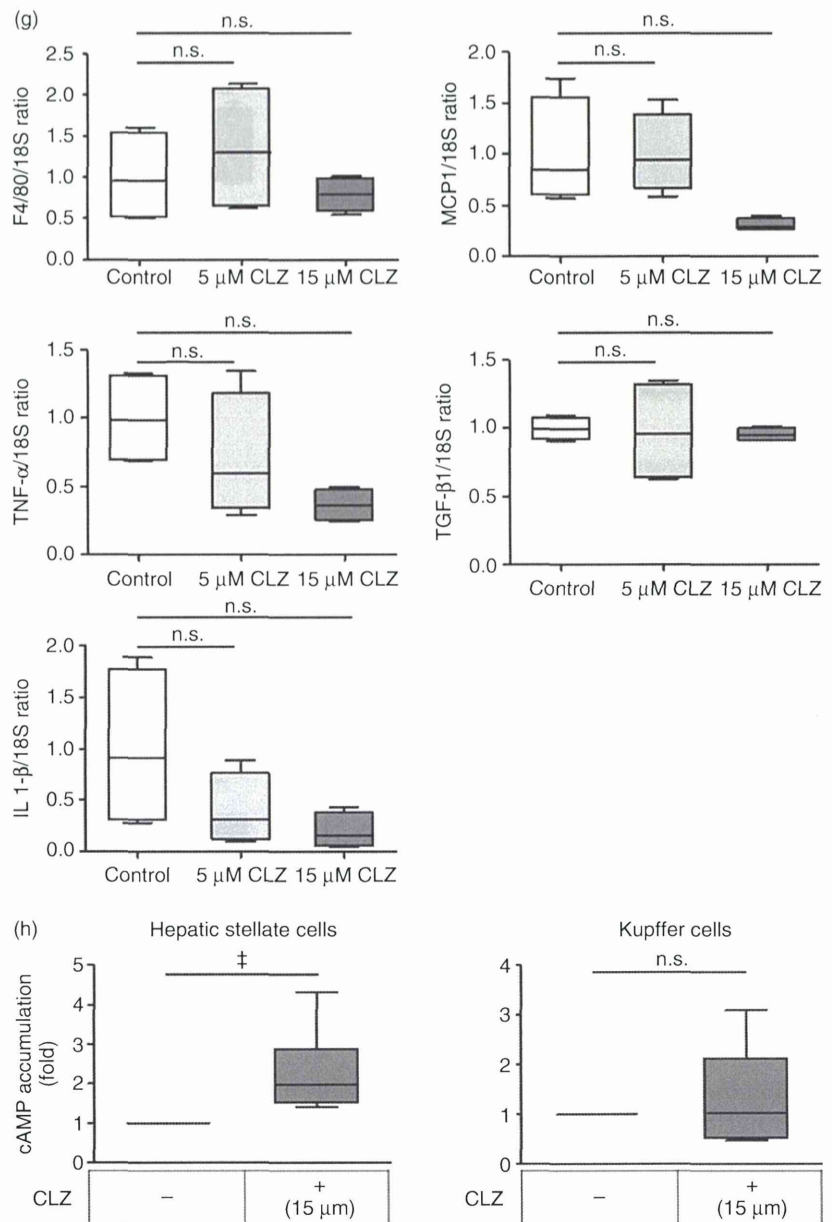 (g)
n.s.
n.s.
F4/80/18S ratio
2.5
2.0
1.5
1.0
0.5
0.0
Control 5 μM CLZ 15 μM CLZ
n.s.
n.s.
MCP1/18S ratio
2.0
1.5
1.0
0.5
0.0
Control 5 μM CLZ 15 μM CLZ
n.s.
n.s.
TNF-α/18S ratio
1.5
1.0
0.5
0.0
Control 5 μM CLZ 15 μM CLZ
n.s.
n.s.
TGF-β1/18S ratio
1.5
1.0
0.5
0.0
Control 5 μM CLZ 15 μM CLZ
n.s.
n.s.
IL 1-β/18S ratio
2.0
1.5
1.0
0.5
0.0
Control 5 μM CLZ 15 μM CLZ
(h)
Hepatic stellate cells
‡
cAMP accumulation
(fold)
5
4
3
2
1
0
CLZ − +
(15 μm)
Kupffer cells
n.s.
4
3
2
1
0
CLZ − +
(15 μm)